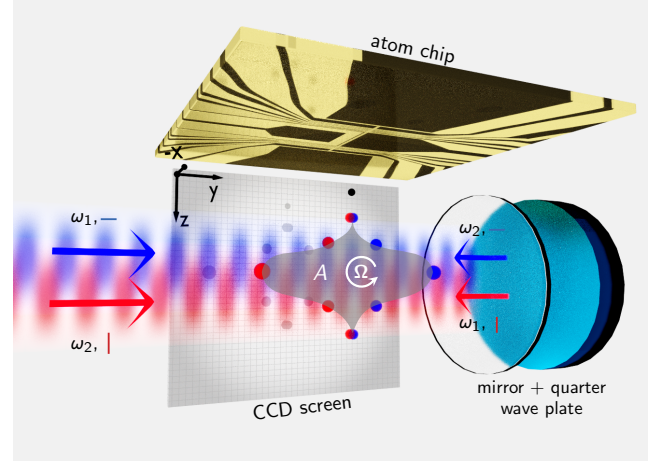 atom chip
-x
y
z
ω₁, —
ω₂, —
A
Ω
ω₂, |
ω₁, |
CCD screen
mirror + quarter
wave plate